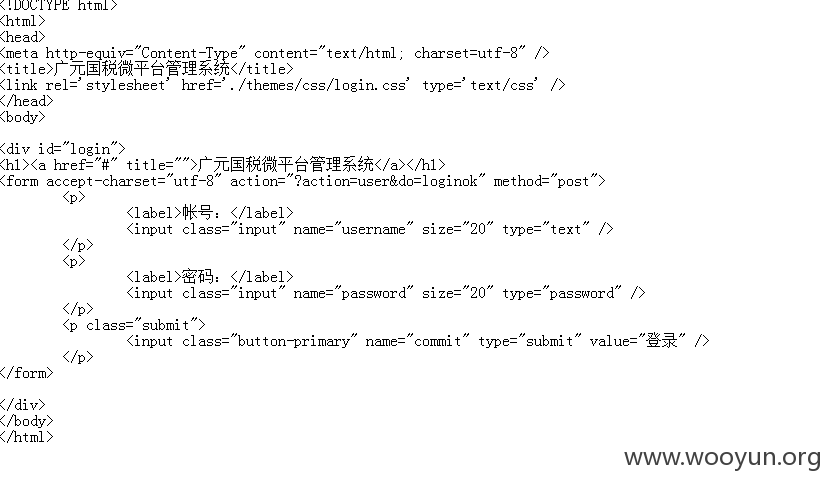 <!DOCTYPE html>
<html>
<head>
<meta http-equiv="Content-Type" content="text/html; charset=utf-8" />
<title>广元国税微平台管理系统</title>
<link rel='stylesheet' href='./themes/css/login.css' type='text/css' />
</head>
<body>
<div id="login">
<h1><a href="#" title="">广元国税微平台管理系统</a></h1>
<form accept-charset="utf-8" action="?action=user&do=loginok" method="post">
<p>
<label>帐号：</label>
<input class="input" name="username" size="20" type="text" />
</p>
<p>
<label>密码：</label>
<input class="input" name="password" size="20" type="password" />
</p>
<p class="submit">
<input class="button-primary" name="commit" type="submit" value="登录" />
</p>
</form>
</div>
</body>
</html>
www.wooyun.org